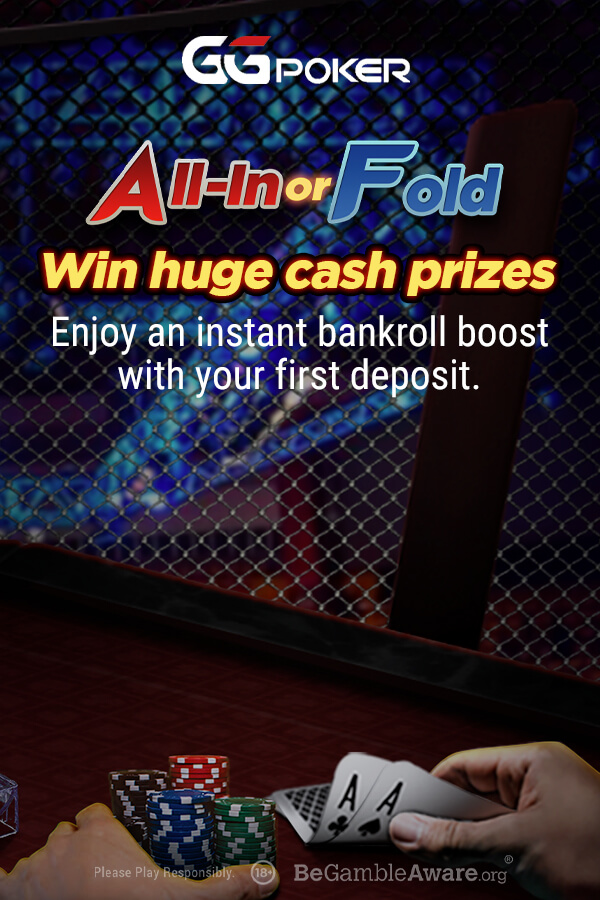 GGPOKER
All-In or Fold
Win huge cash prizes
Enjoy an instant bankroll boost
with your first deposit.
A A
Please Play Responsibly. 18+ BeGambleAware.org®